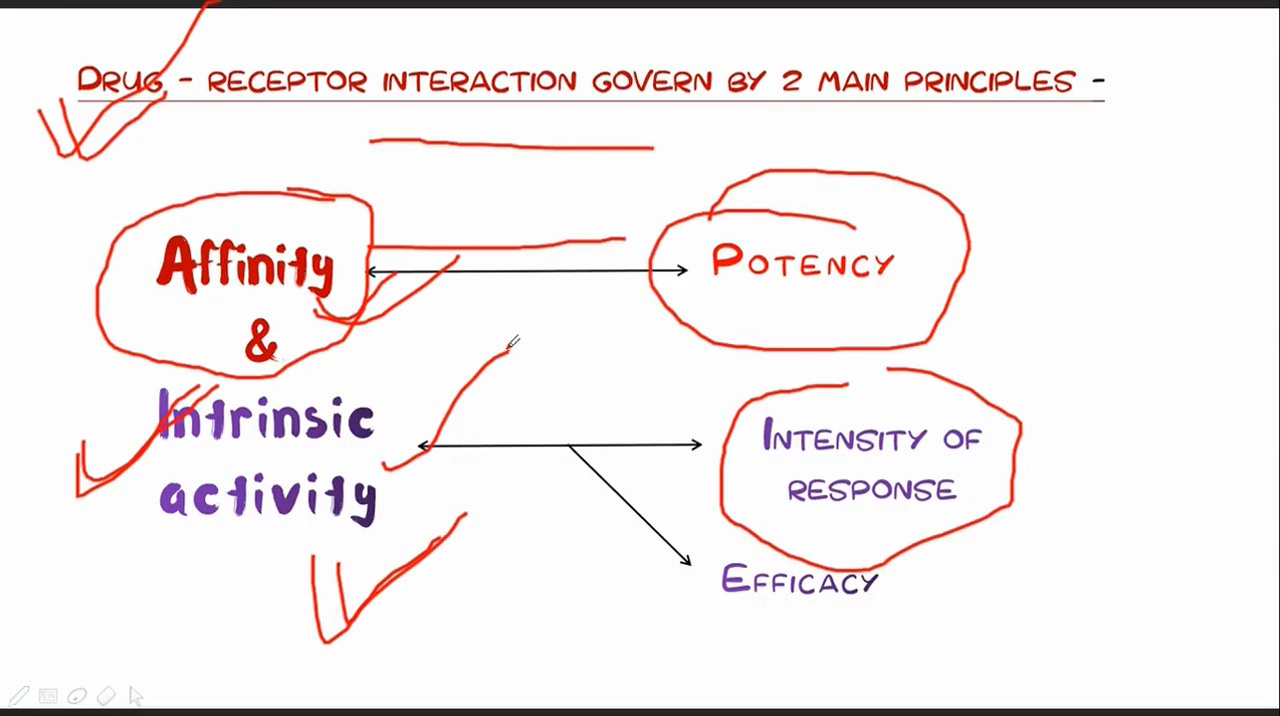 Drug - receptor interaction govern by 2 main principles -
Affinity
&
Potency
Intrinsic
activity
Intensity of
response
Efficacy